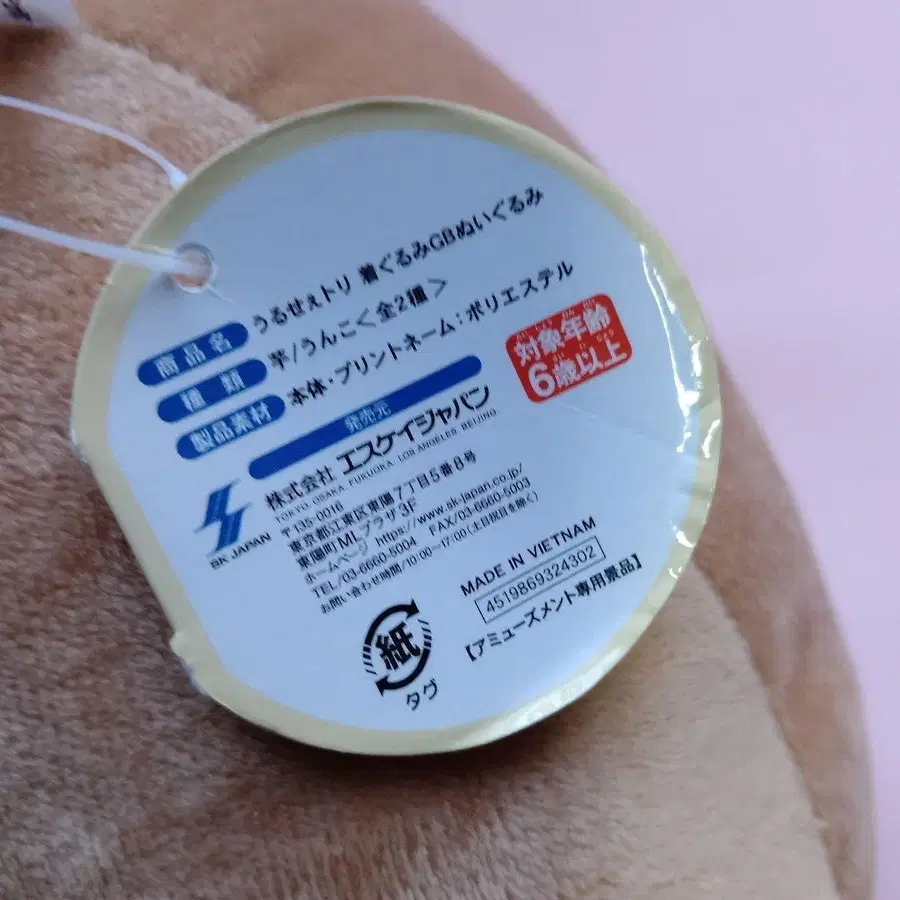 商品名 うるせぇトリ 着ぐるみGBぬいぐるみ
種類 芋/うんこ<全2種>
製品素材 本体・プリントネーム:ポリエステル
対象年齢
6歳以上
発売元
SK JAPAN
株式会社 エスケイジャパン
TOKYO OSAKA FUKUOKA LOS ANGELES BEIJING
〒135-0016
東京都江東区東陽7丁目5番8号
東陽町MLプラザ3F
ホームページ https://www.sk-japan.co.jp/
TEL/03-6660-5004 FAX/03-6660-5003
お問い合わせ時間/10:00~17:00(土日祝日を除く)
MADE IN VIETNAM
4519869324302
【アミューズメント専用景品】
紙
タグ